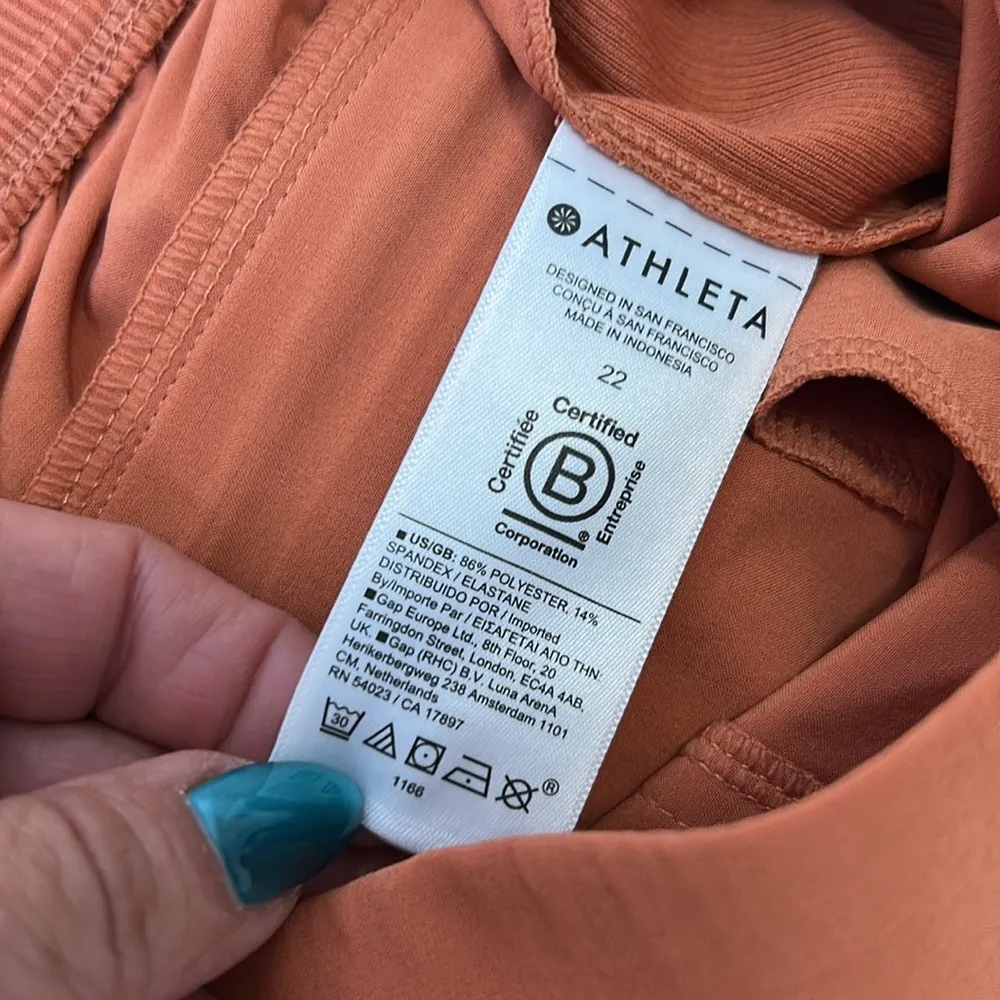 ATHLETA
DESIGNED IN SAN FRANCISCO
CONÇU À SAN FRANCISCO
MADE IN INDONESIA
22
Certified
Certifiée
B
Entreprise
Corporation
®
US/GB: 86% POLYESTER, 14%
SPANDEX / ELASTANE
DISTRIBUIDO POR / Imported
By/Importe Par / ΕΙΣΑΓΕΤΑΙ ΑΠΟ ΤΗΝ:
Gap Europe Ltd., 8th Floor, 20
Farringdon Street, London, EC4A 4AB,
UK. Gap (RHC) B.V. Luna ArenA
Herikerbergweg 238 Amsterdam 1101
CM, Netherlands
RN 54023 / CA 17897
30
®
1166